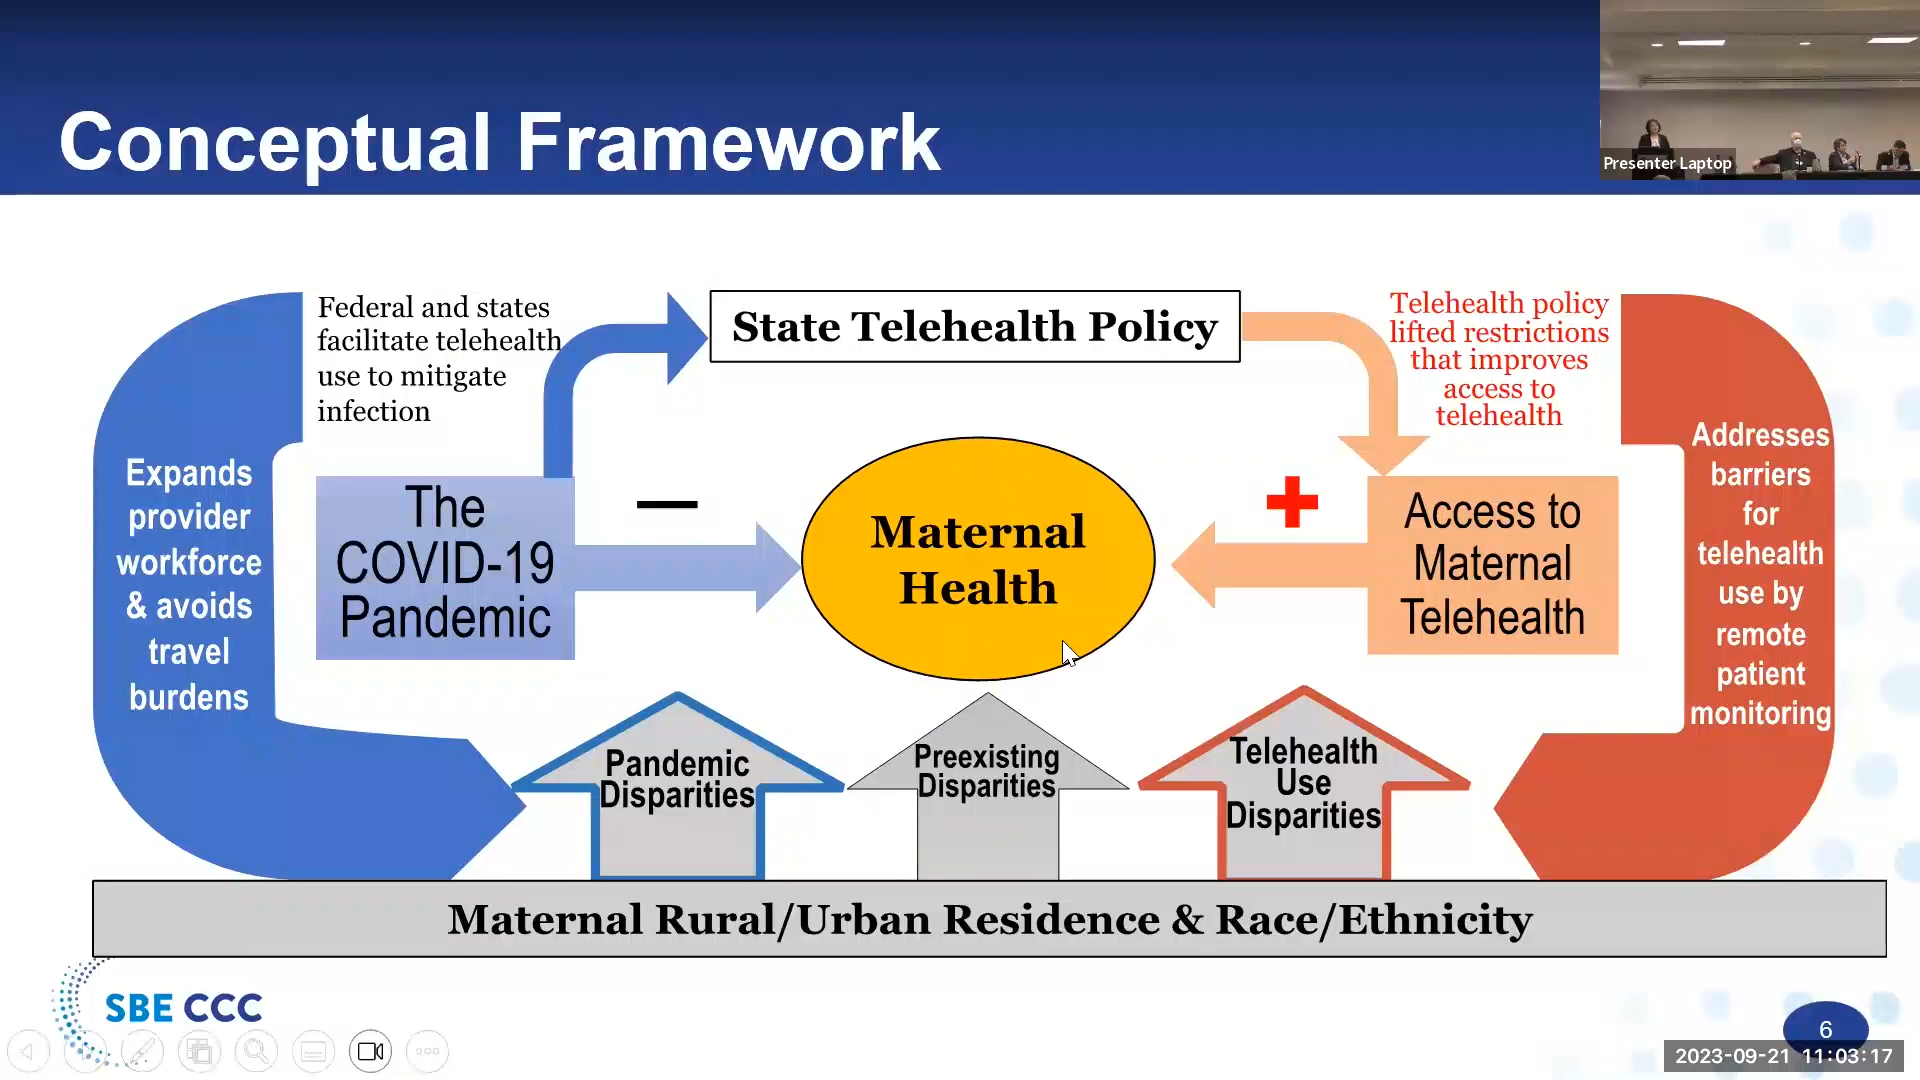 Conceptual Framework
Presenter Laptop
Federal and states
facilitate telehealth
use to mitigate
infection
State Telehealth Policy
Telehealth policy
lifted restrictions
that improves
access to
telehealth
Expands
provider
workforce
& avoids
travel
burdens
The
COVID-19
Pandemic
—
Maternal
Health
+
Access to
Maternal
Telehealth
Addresses
barriers
for
telehealth
use by
remote
patient
monitoring
Pandemic
Disparities
Preexisting
Disparities
Telehealth
Use
Disparities
Maternal Rural/Urban Residence & Race/Ethnicity
SBE CCC
6
2023-09-21 11:03:17